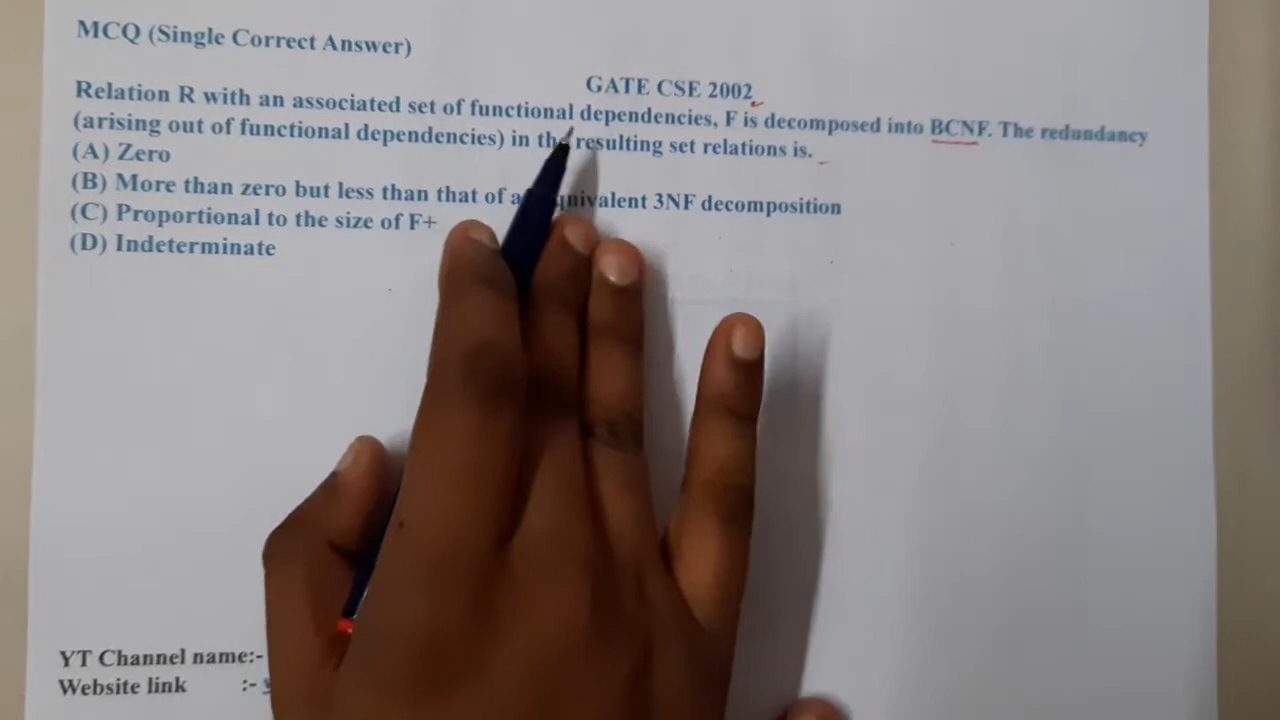 MCQ (Single Correct Answer)
GATE CSE 2002
Relation R with an associated set of functional dependencies, F is decomposed into BCNF. The redundancy
(arising out of functional dependencies) in the resulting set relations is.
(A) Zero
(B) More than zero but less than that of a equivalent 3NF decomposition
(C) Proportional to the size of F+
(D) Indeterminate
YT Channel name:-
Website link :-